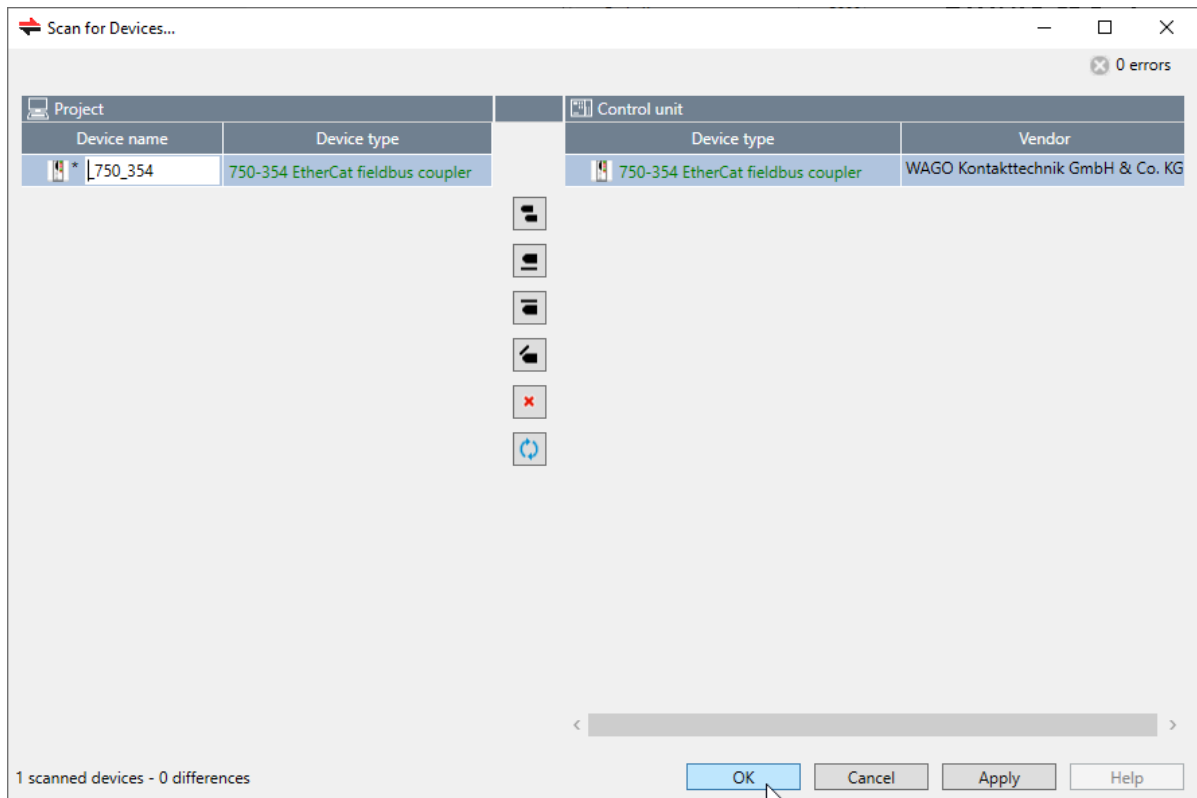 Scan for Devices...
0 errors
Project
Control unit
Device name Device type Device type Vendor
* _750_354 750-354 EtherCat fieldbus coupler 750-354 EtherCat fieldbus coupler WAGO Kontakttechnik GmbH & Co. KG
1 scanned devices - 0 differences OK Cancel Apply Help